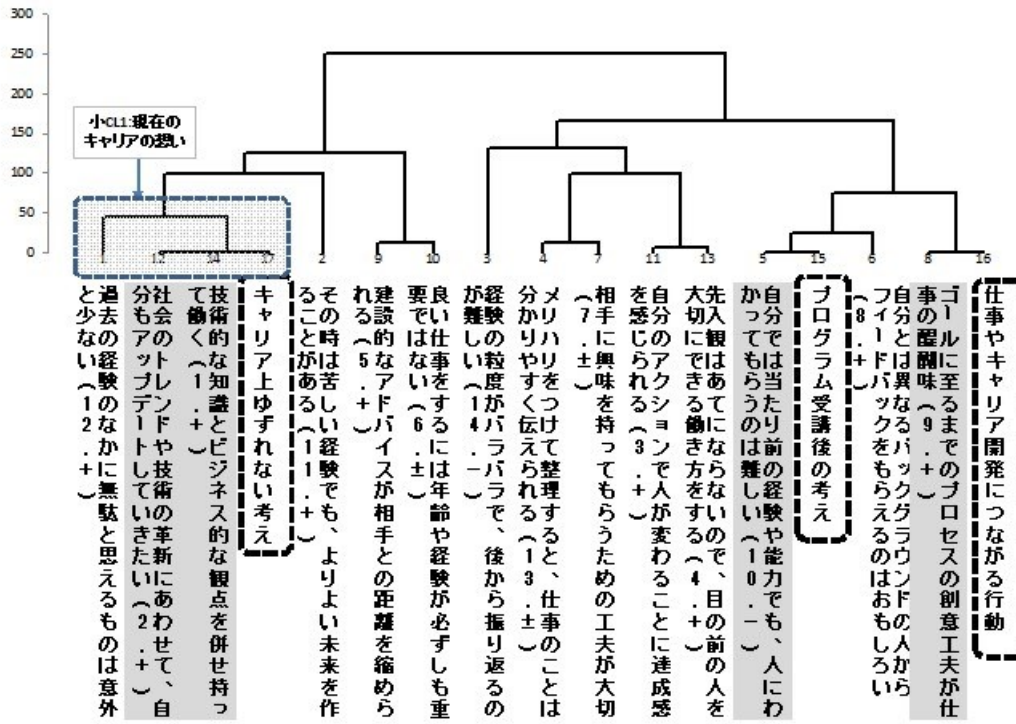 300
250
200
150
100
50
0
小CL1:現在の
キャリアの想い
1 12 14 17 2 9 10 3 4 7 11 13 5 15 6 8 16
仕事やキャリア開発につながる行動
ゴールに至るまでのプロセスの創意工夫が仕
事の醍醐味(9.+)
自分とは異なるバックグラウンドの人から
フィードバックをもらえるのはおもしろい
(8.+)
プログラム受講後の考え
自分では当たり前の経験や能力でも、人にわ
かってもらうのは難しい(10.-)
先入観はあてにならないので、目の前の人を
大切にできる働き方をする(4.+)
自分のアクションで人が変わることに達成感
を感じられる(3.+)
相手に興味を持ってもらうための工夫が大切
(7.±)
メリハリをつけて整理すると、仕事のことは
分かりやすく伝えられる(13.±)
経験の粒度がバラバラで、後から振り返るの
が難しい(14.-)
良い仕事をするには年齢や経験が必ずしも重
要ではない(6.±)
建設的なアドバイスが相手との距離を縮めら
れる(5.+)
その時は苦しい経験でも、よりよい未来を作
ることがある(11.+)
キャリア上ゆずれない考え
技術的な知識とビジネス的な観点を併せ持っ
て働く(1.+)
社会のトレンドや技術の革新にあわせて、自
分もアップデートしていきたい(2.+)
過去の経験のなかに無駄と思えるものは意外
と少ない(12.+)